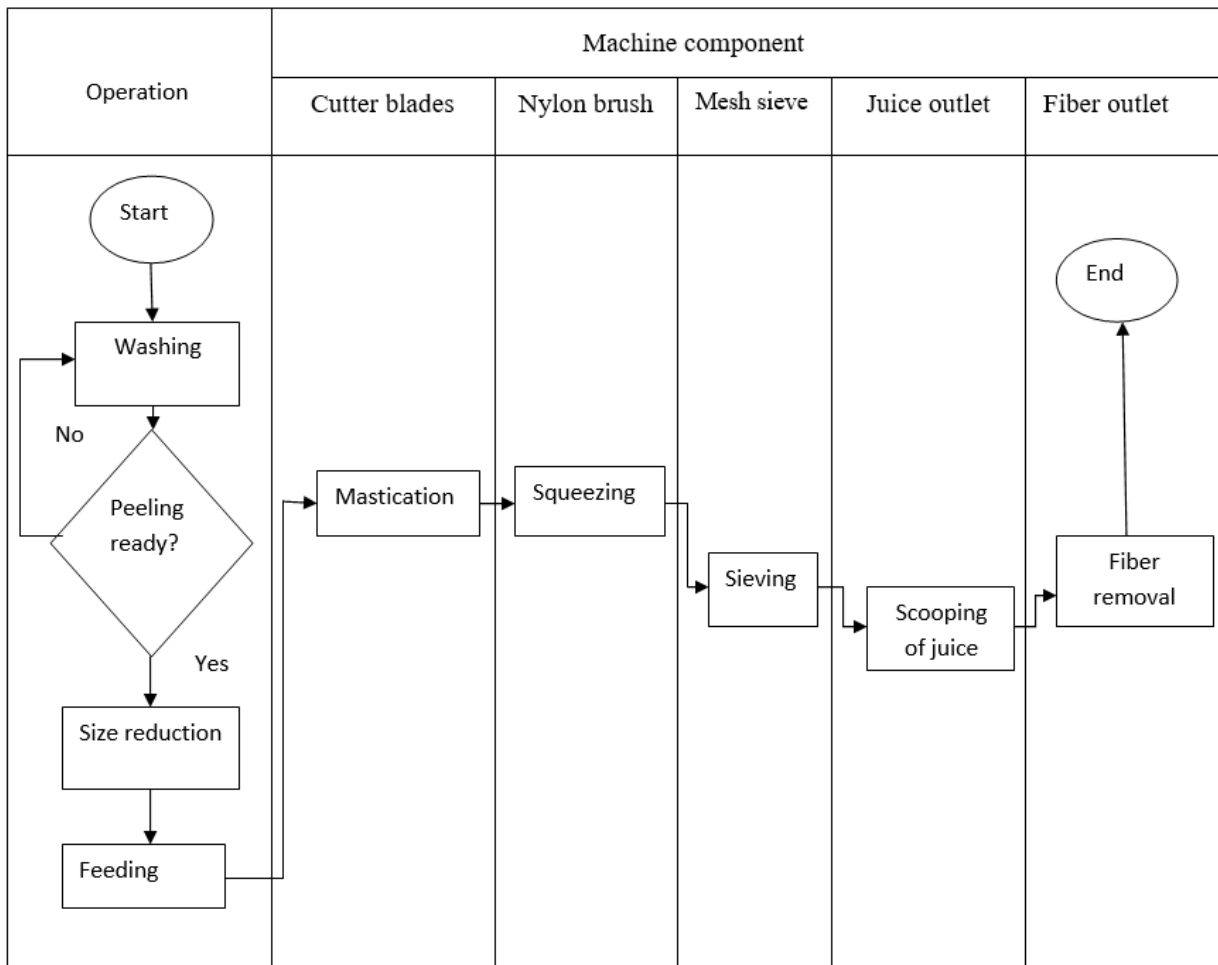 Machine component
Operation
Cutter blades
Nylon brush
Mesh sieve
Juice outlet
Fiber outlet
Start
Washing
No
Peeling
ready?
Yes
Size reduction
Feeding
Mastication
Squeezing
Sieving
Scooping
of juice
Fiber
removal
End